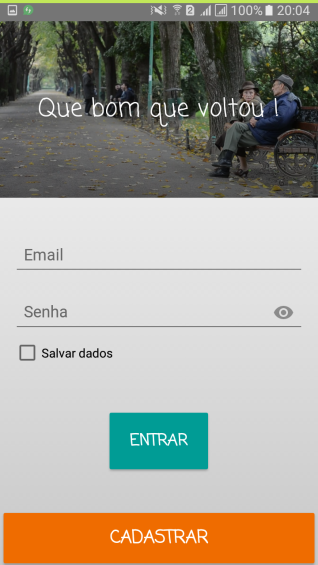 100% 20:04
Que bom que voltou !
Email
Senha
Salvar dados
ENTRAR
CADASTRAR